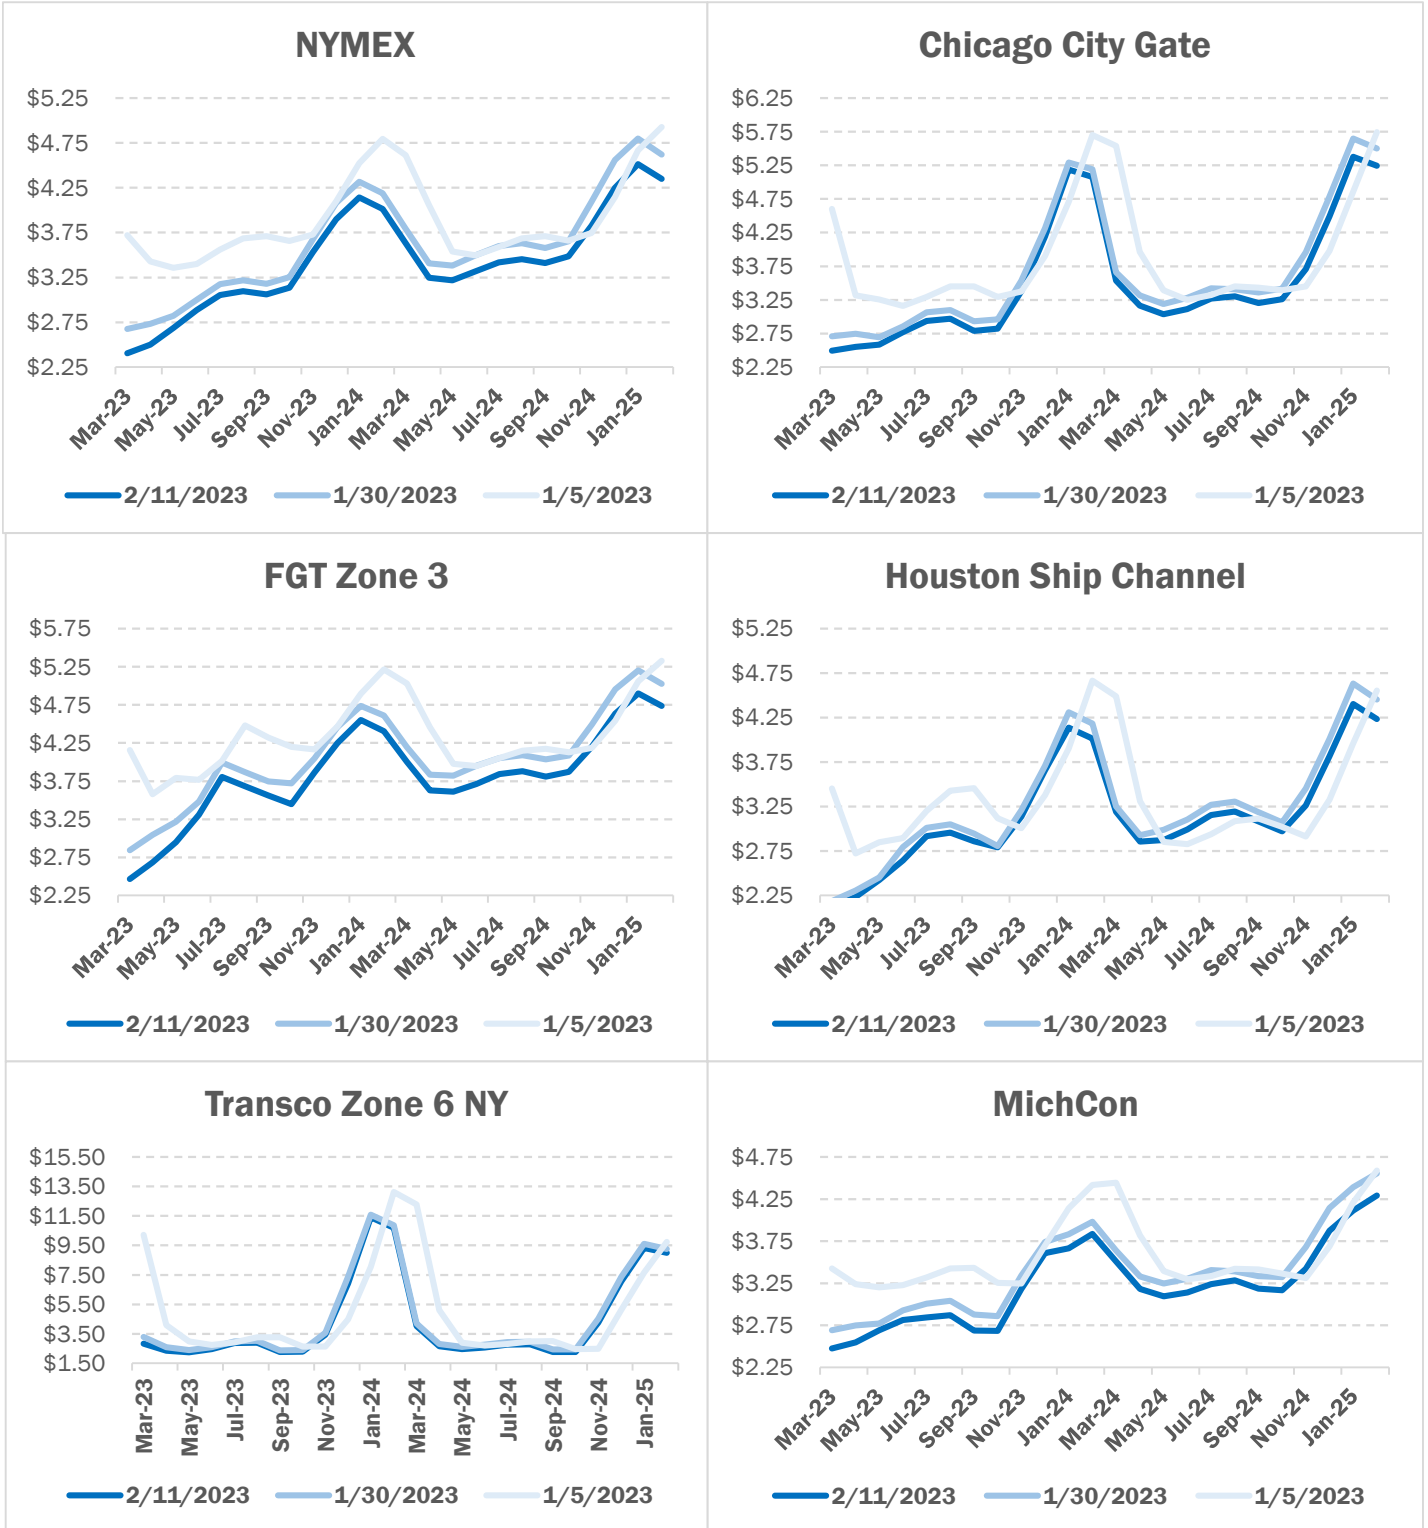 NYMEX
$5.25
$4.75
$4.25
$3.75
$3.25
$2.75
$2.25
Mar-23 May-23 Jul-23 Sep-23 Nov-23 Jan-24 Mar-24 May-24 Jul-24 Sep-24 Nov-24 Jan-25
2/11/2023 1/30/2023 1/5/2023
Chicago City Gate
$6.25
$5.75
$5.25
$4.75
$4.25
$3.75
$3.25
$2.75
$2.25
Mar-23 May-23 Jul-23 Sep-23 Nov-23 Jan-24 Mar-24 May-24 Jul-24 Sep-24 Nov-24 Jan-25
2/11/2023 1/30/2023 1/5/2023
FGT Zone 3
$5.75
$5.25
$4.75
$4.25
$3.75
$3.25
$2.75
$2.25
Mar-23 May-23 Jul-23 Sep-23 Nov-23 Jan-24 Mar-24 May-24 Jul-24 Sep-24 Nov-24 Jan-25
2/11/2023 1/30/2023 1/5/2023
Houston Ship Channel
$5.25
$4.75
$4.25
$3.75
$3.25
$2.75
$2.25
Mar-23 May-23 Jul-23 Sep-23 Nov-23 Jan-24 Mar-24 May-24 Jul-24 Sep-24 Nov-24 Jan-25
2/11/2023 1/30/2023 1/5/2023
Transco Zone 6 NY
$15.50
$13.50
$11.50
$9.50
$7.50
$5.50
$3.50
$1.50
Mar-23 May-23 Jul-23 Sep-23 Nov-23 Jan-24 Mar-24 May-24 Jul-24 Sep-24 Nov-24 Jan-25
2/11/2023 1/30/2023 1/5/2023
MichCon
$4.75
$4.25
$3.75
$3.25
$2.75
$2.25
Mar-23 May-23 Jul-23 Sep-23 Nov-23 Jan-24 Mar-24 May-24 Jul-24 Sep-24 Nov-24 Jan-25
2/11/2023 1/30/2023 1/5/2023